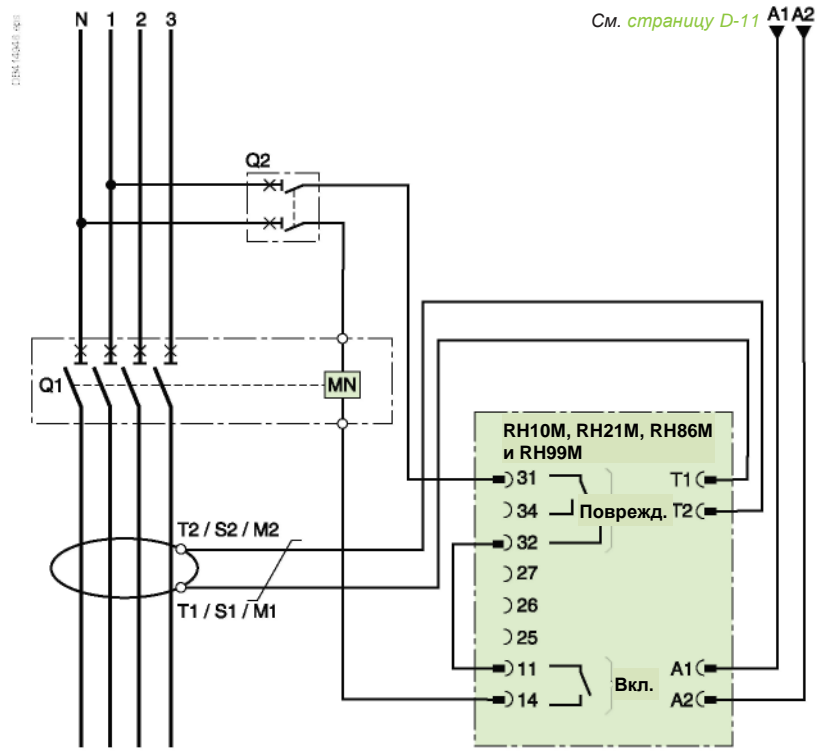 См. страницу D-11 A1 A2
N 1 2 3
Q2
Q1
MN
RH10M, RH21M, RH86M
и RH99M
31
T1
34
Поврежд.
T2
32
27
26
25
11
A1
Вкл.
14
A2
T2 / S2 / M2
T1 / S1 / M1